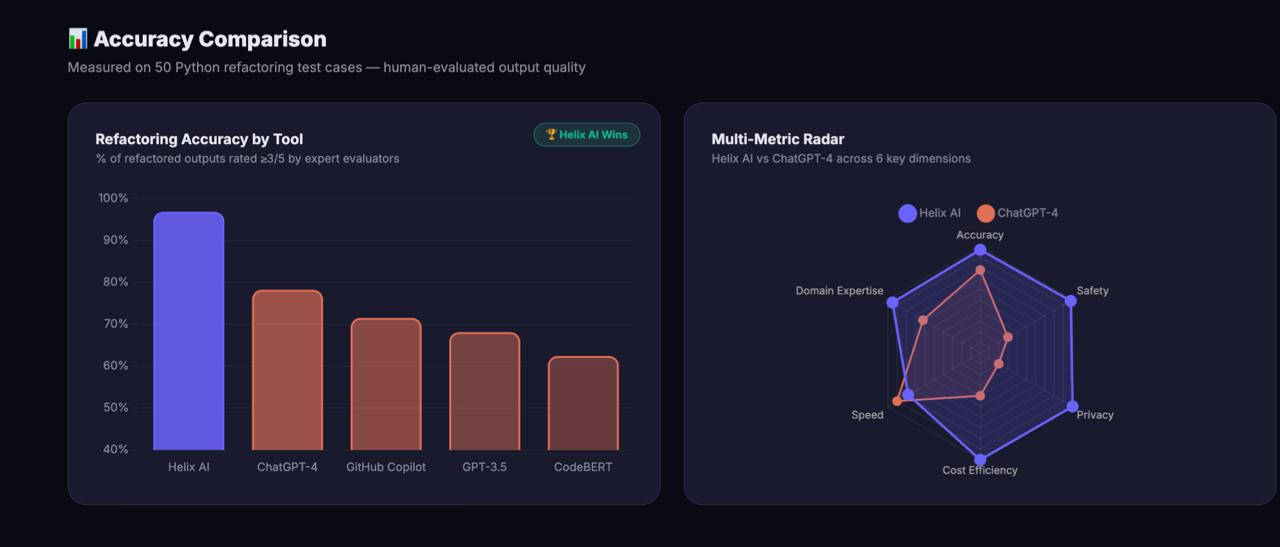 📊 Accuracy Comparison
Measured on 50 Python refactoring test cases — human-evaluated output quality
Refactoring Accuracy by Tool
🏆 Helix AI Wins
% of refactored outputs rated ≥3/5 by expert evaluators
100%
90%
80%
70%
60%
50%
40%
Helix AI
ChatGPT-4
GitHub Copilot
GPT-3.5
CodeBERT
Multi-Metric Radar
Helix AI vs ChatGPT-4 across 6 key dimensions
Helix AI
ChatGPT-4
Accuracy
Domain Expertise
Safety
Speed
Privacy
Cost Efficiency